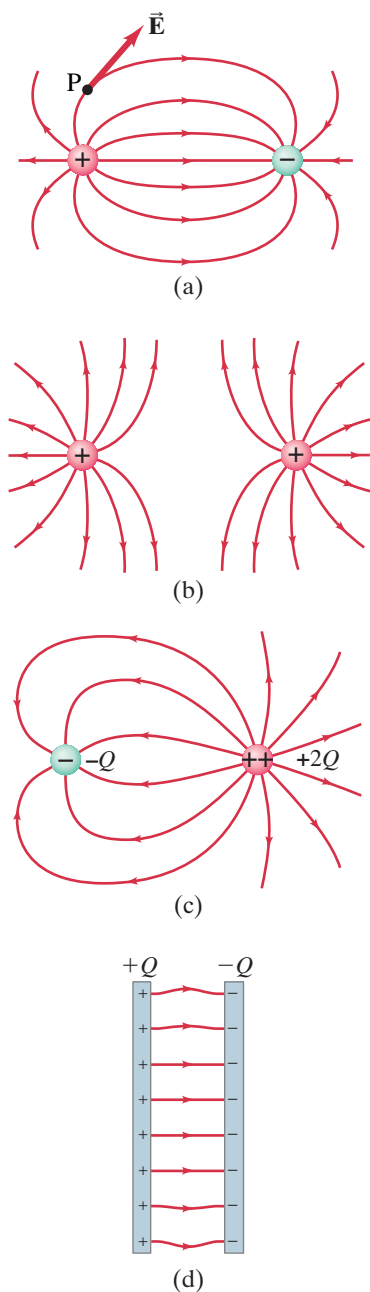 E
P
+ −
(a)
+ +
(b)
− −Q ++ +2Q
(c)
+Q −Q
+ −
+ −
+ −
+ −
+ −
+ −
+ −
+ −
(d)